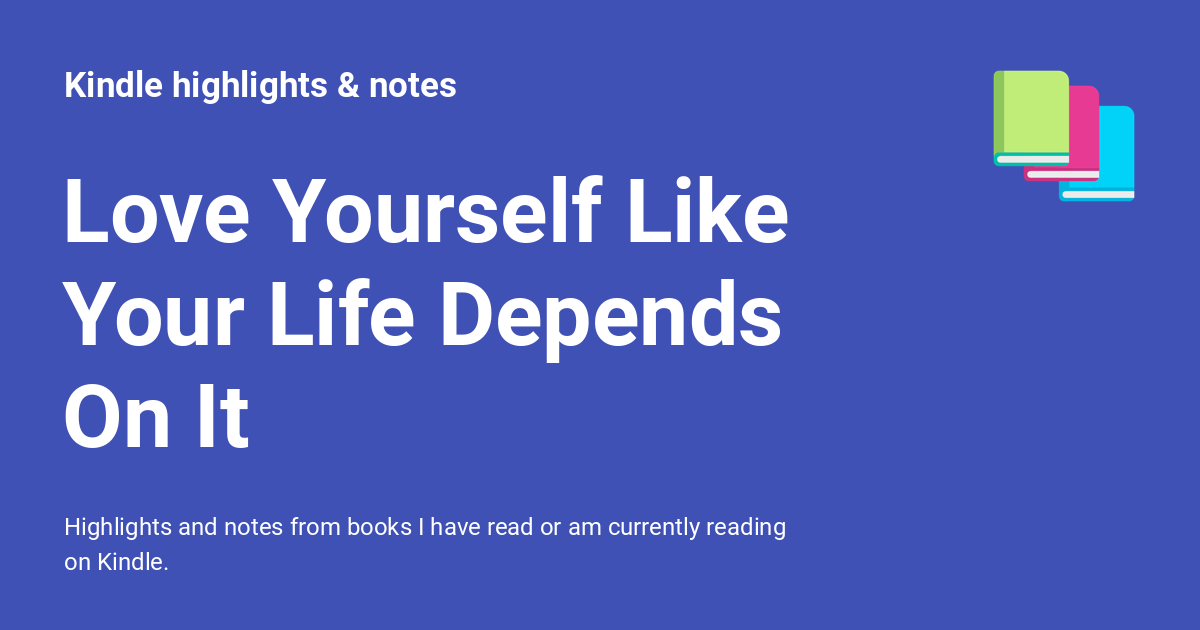 Kindle highlights & notes
Love Yourself Like
Your Life Depends
On It
Highlights and notes from books I have read or am currently reading
on Kindle.